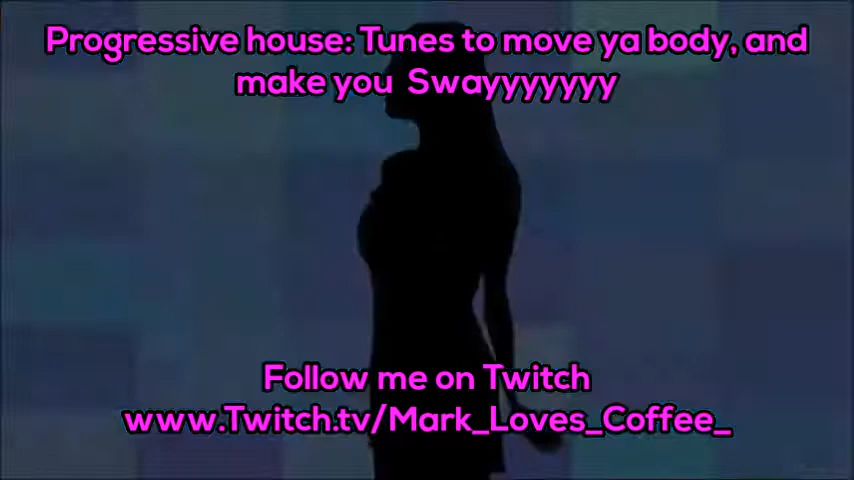 Progressive house: Tunes to move ya body, and
make you Swayyyyyyy
Follow me on Twitch
www.Twitch.tv/Mark_Loves_Coffee_